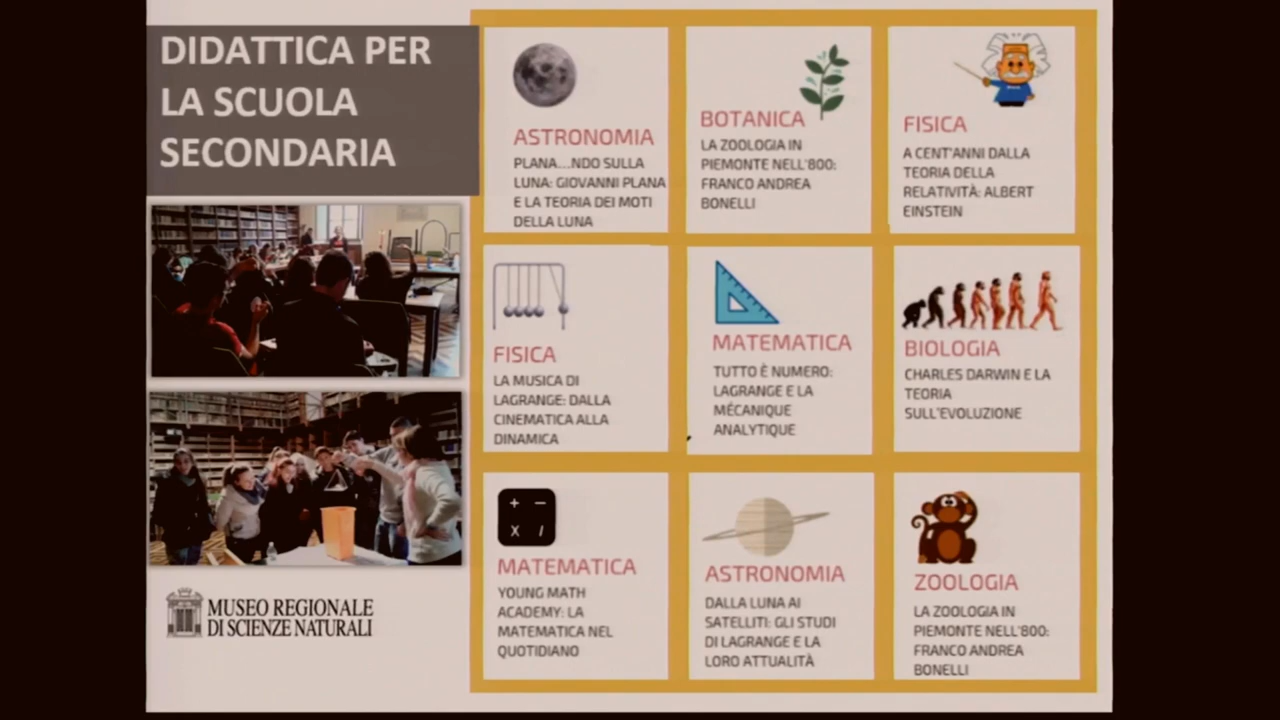 DIDATTICA PER
LA SCUOLA
SECONDARIA
MUSEO REGIONALE
DI SCIENZE NATURALI
ASTRONOMIA
PLANA...NDO SULLA
LUNA: GIOVANNI PLANA
E LA TEORIA DEI MOTI
DELLA LUNA
BOTANICA
LA ZOOLOGIA IN
PIEMONTE NELL'800:
FRANCO ANDREA
BONELLI
FISICA
A CENT'ANNI DALLA
TEORIA DELLA
RELATIVITÀ: ALBERT
EINSTEIN
FISICA
LA MUSICA DI
LAGRANGE: DALLA
CINEMATICA ALLA
DINAMICA
MATEMATICA
TUTTO È NUMERO:
LAGRANGE E LA
MÉCANIQUE
ANALYTIQUE
BIOLOGIA
CHARLES DARWIN E LA
TEORIA
SULL'EVOLUZIONE
+ −
X /
MATEMATICA
YOUNG MATH
ACADEMY: LA
MATEMATICA NEL
QUOTIDIANO
ASTRONOMIA
DALLA LUNA AI
SATELLITI: GLI STUDI
DI LAGRANGE E LA
LORO ATTUALITÀ
ZOOLOGIA
LA ZOOLOGIA IN
PIEMONTE NELL'800:
FRANCO ANDREA
BONELLI